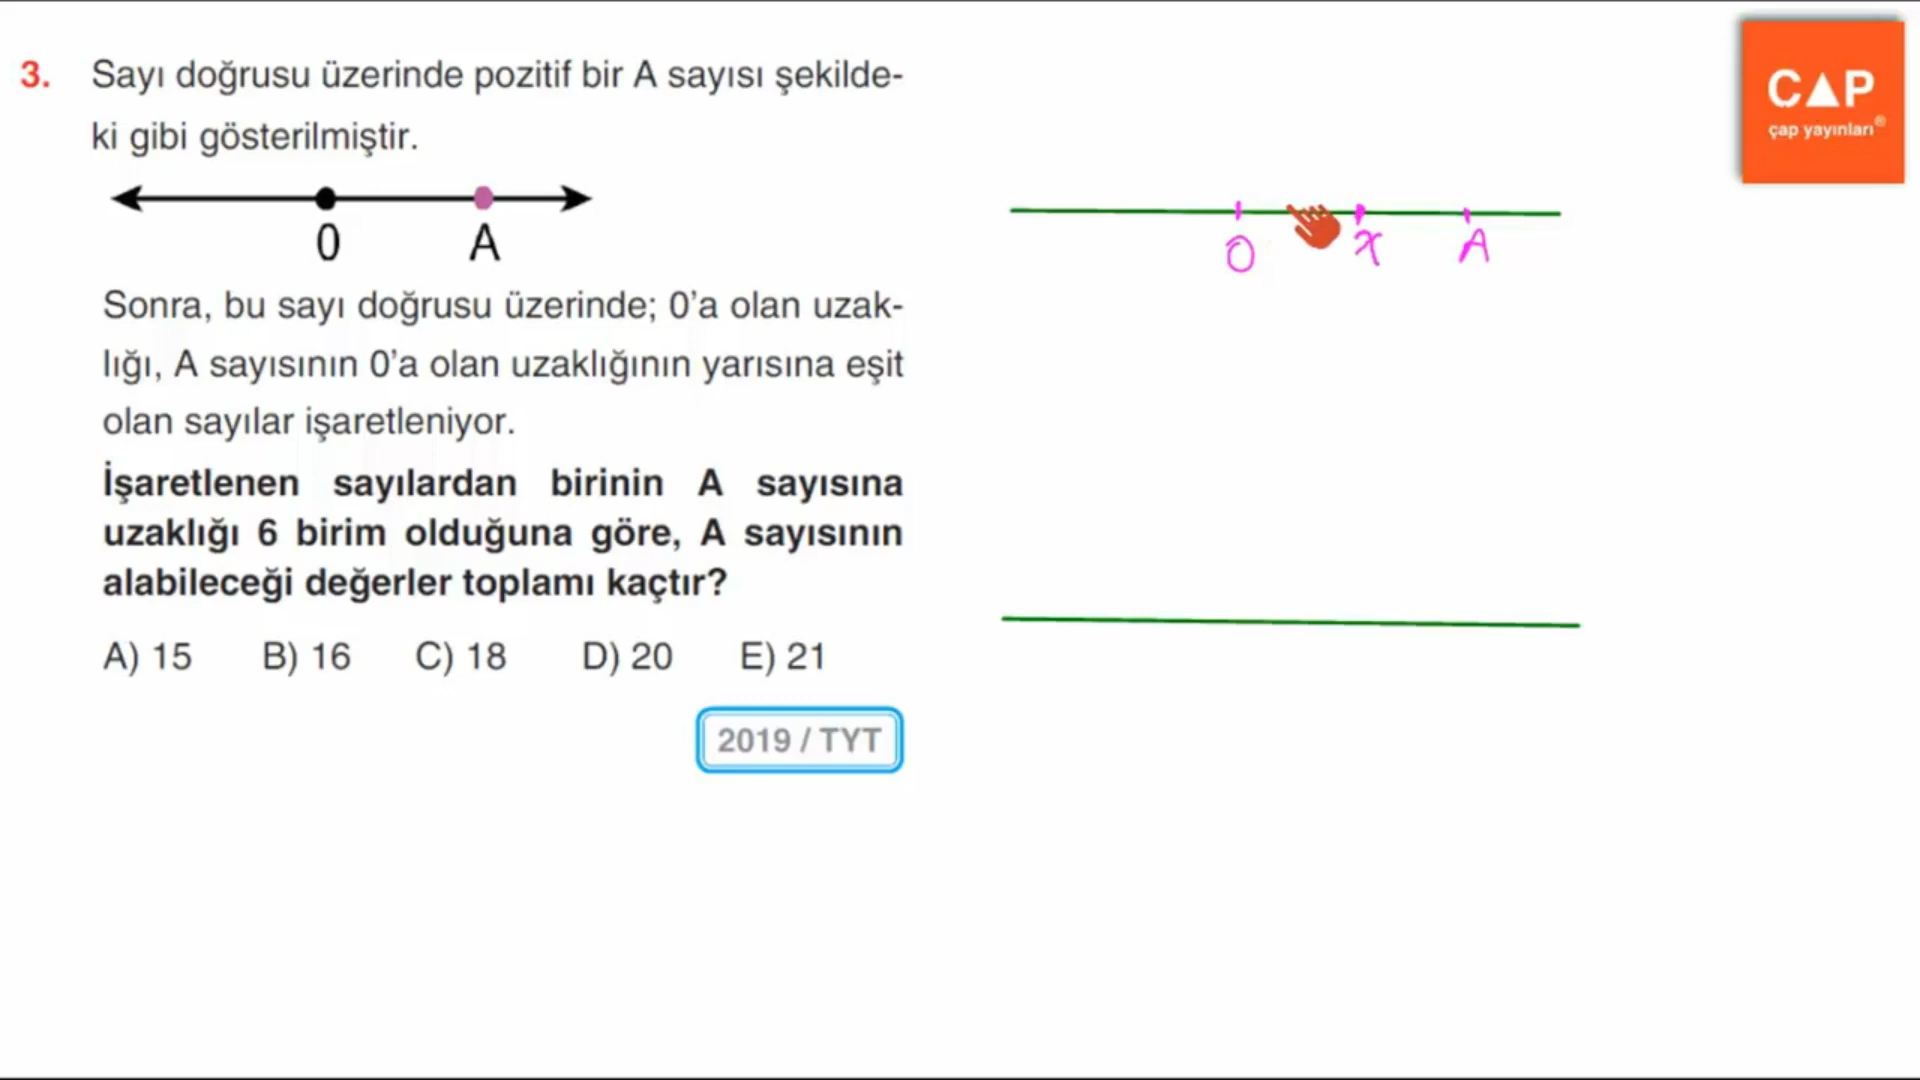 3. Sayı doğrusu üzerinde pozitif bir A sayısı şekilde-
ki gibi gösterilmiştir.
0 A
Sonra, bu sayı doğrusu üzerinde; 0'a olan uzak-
lığı, A sayısının 0'a olan uzaklığının yarısına eşit
olan sayılar işaretleniyor.
İşaretlenen sayılardan birinin A sayısına
uzaklığı 6 birim olduğuna göre, A sayısının
alabileceği değerler toplamı kaçtır?
A) 15 B) 16 C) 18 D) 20 E) 21
2019 / TYT
0 x A
ÇAP
çap yayınları®